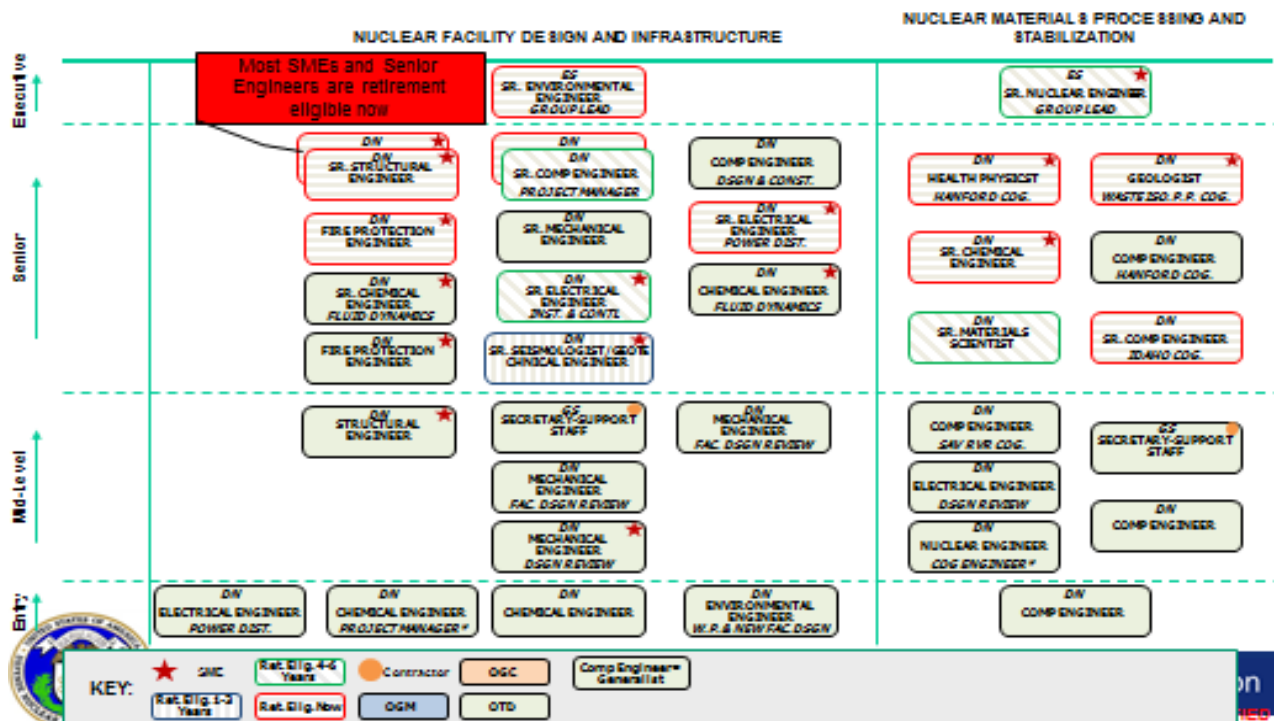 NUCLEAR FACILITY DESIGN AND INFRASTRUCTURE
NUCLEAR MATERIALS PROCESSING AND
STABILIZATION
Executive
Most SMEs and Senior
Engineers are retirement
eligible now
ES
SR. ENVIRONMENTAL
ENGINEER
GROUP LEAD
ES
SR. NUCLEAR ENGINEER
GROUP LEAD
Senior
DN
DN
SR. STRUCTURAL
ENGINEER
DN
DN
SR. COMP ENGINEER
PROJECT MANAGER
DN
COMP ENGINEER
DSGN & CONST.
DN
HEALTH PHYSICST
HANFORD COG.
DN
GEOLOGIST
WASTE ISO. P.P. COG.
DN
FIRE PROTECTION
ENGINEER
DN
SR. MECHANICAL
ENGINEER
DN
SR. ELECTRICAL
ENGINEER
POWER DIST.
DN
SR. CHEMICAL
ENGINEER
DN
COMP ENGINEER
HANFORD COG.
DN
SR. CHEMICAL
ENGINEER
FLUID DYNAMICS
DN
SR ELECTRICAL
ENGINEER
INST. & CONTL
DN
CHEMICAL ENGINEER
FLUID DYNAMICS
DN
SR. MATERIALS
SCIENTIST
DN
SR. COMP ENGINEER
IDAHO COG.
DN
FIRE PROTECTION
ENGINEER
DN
SR. SEISMOLOGIST/GEOTE
CHNICAL ENGINEER
Mid-Level
DN
STRUCTURAL
ENGINEER
GS
SECRETARY-SUPPORT
STAFF
DN
MECHANICAL
ENGINEER
FAC. DSGN REVIEW
DN
COMP ENGINEER
SAV RVR COG.
GS
SECRETARY-SUPPORT
STAFF
DN
MECHANICAL
ENGINEER
FAC. DSGN REVIEW
DN
ELECTRICAL ENGINEER
DSGN REVIEW
DN
COMP ENGINEER
DN
MECHANICAL
ENGINEER
DSGN REVIEW
DN
NUCLEAR ENGINEER
COG ENGINEER*
Entry
DN
ELECTRICAL ENGINEER
POWER DIST.
DN
CHEMICAL ENGINEER
PROJECT MANAGER*
DN
CHEMICAL ENGINEER
DN
ENVIRONMENTAL
ENGINEER
W.P. & NEW FAC. DSGN
DN
COMP ENGINEER
UNITED STATES OF AMERICA
KEY:
SME
Ret. Elig. 4-6
Years
Contractor
OGC
Comp Engineer=
Generalist
Ret. Elig. 1-3
Years
Ret. Elig. Now
OGM
OTD
on